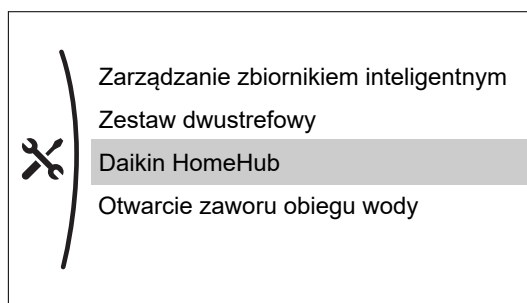 Zarządzanie zbiornikiem inteligentnym
Zestaw dwustrefowy
Daikin HomeHub
Otwarcie zaworu obiegu wody